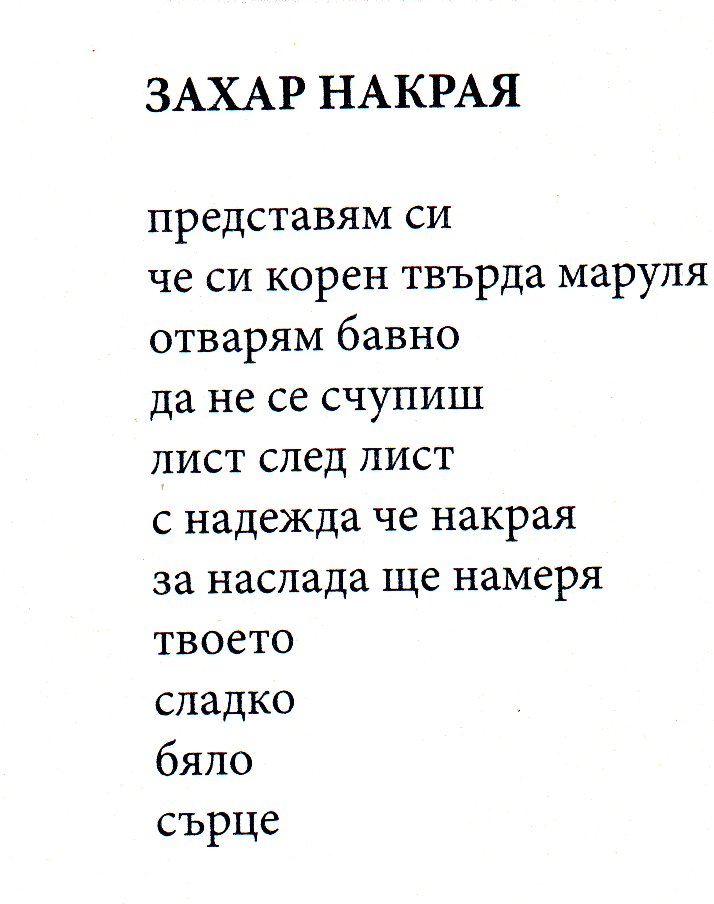 ЗАХАР НАКРАЯ
представям си
че си корен твърда маруля
отварям бавно
да не се счупиш
лист след лист
с надежда че накрая
за наслада ще намеря
твоето
сладко
бяло
сърце